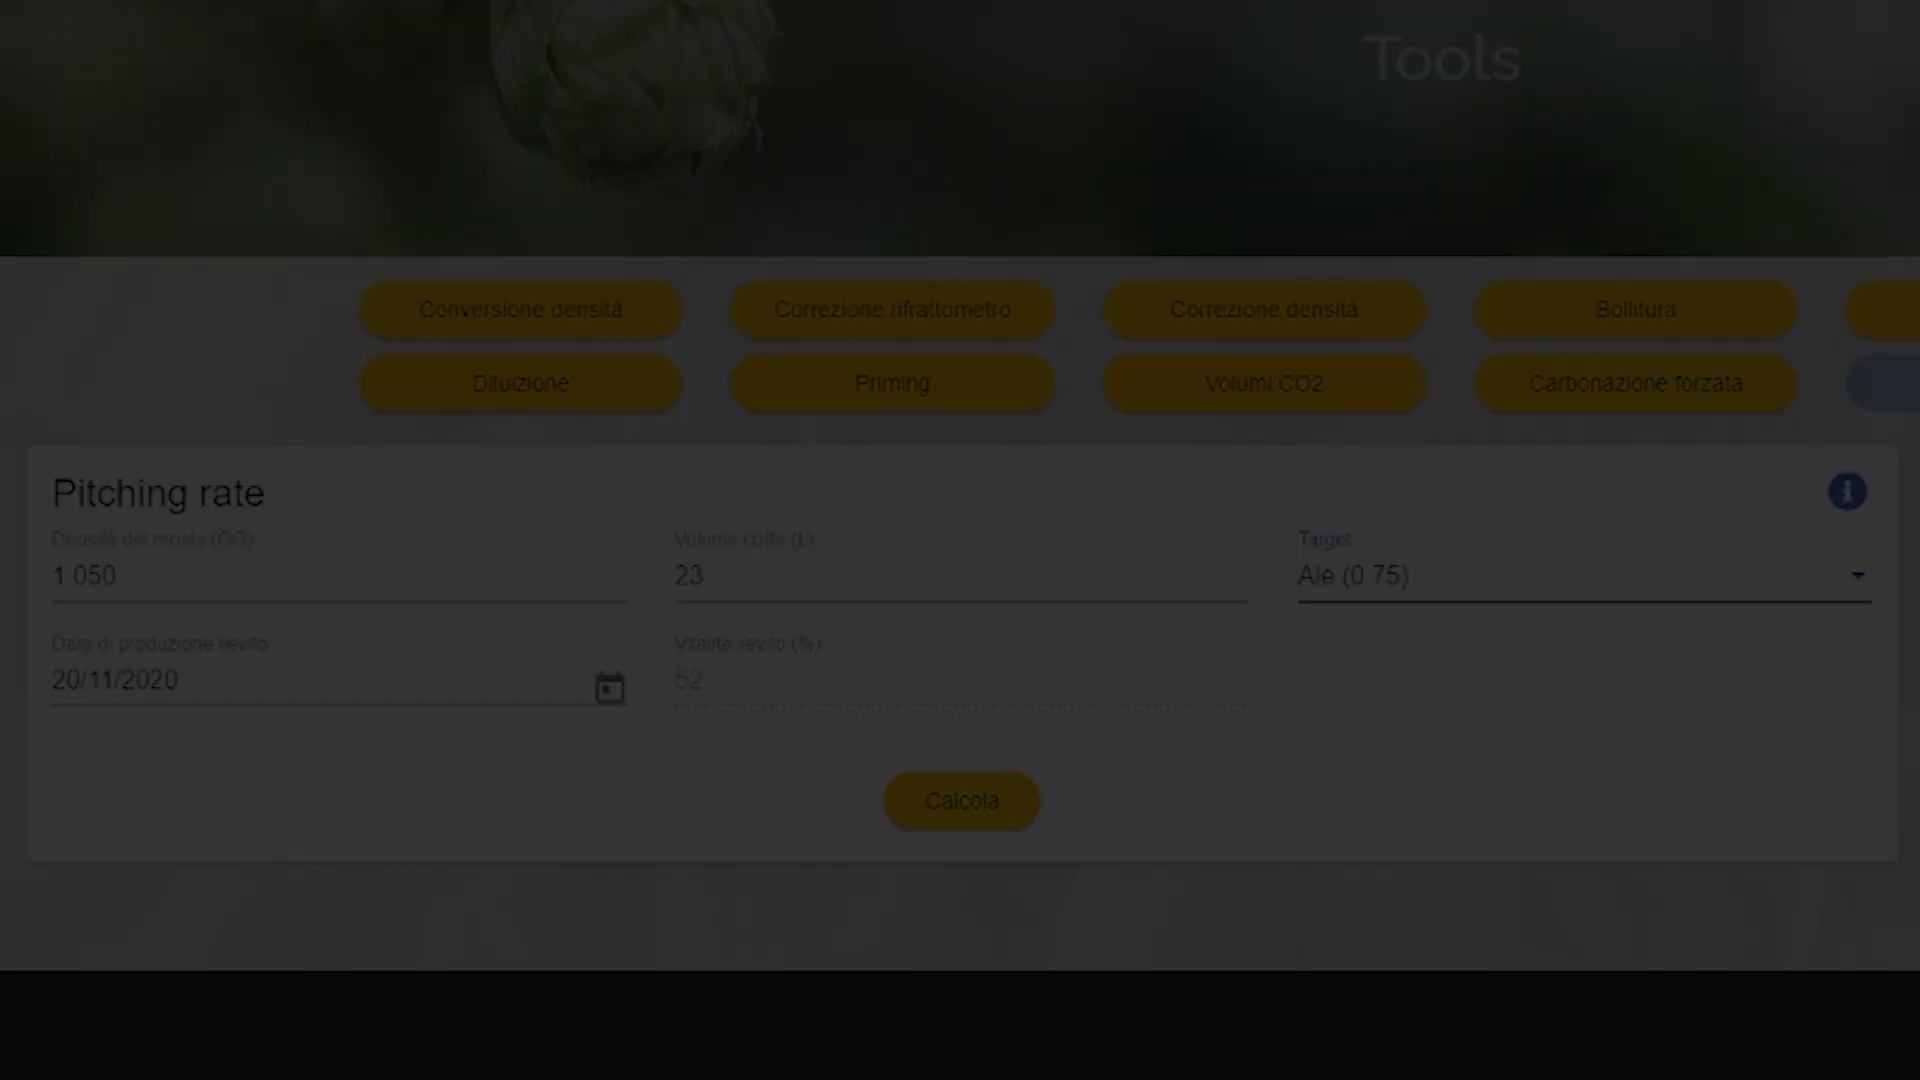 Tools
Conversione densità
Correzione rifrattometro
Correzione densità
Bollitura
Diluizione
Priming
Volumi CO2
Carbonazione forzata
Pitching rate
Densità del mosto (OG)
Volume cotta (L)
Target
1.050
23
Ale (0 75)
Data di produzione lievito
Vitalità lievito (%)
20/11/2020
52
Calcola